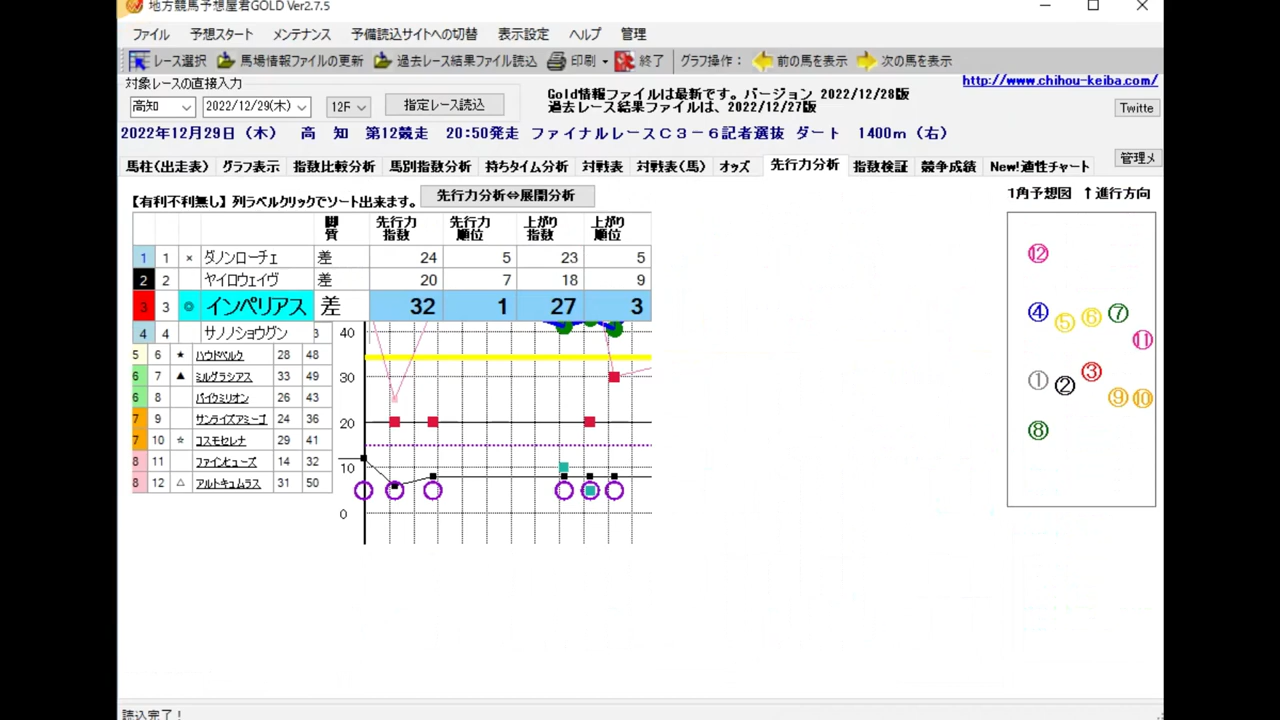 地方競馬予想屋君GOLD Ver2.7.5
ファイル 予想スタート メンテナンス 予備読込サイトへの切替 表示設定 ヘルプ 管理
レース選択 馬場情報ファイルの更新 過去レース結果ファイル読込 印刷 終了 グラフ操作： 前の馬を表示 次の馬を表示
対象レースの直接入力
http://www.chihou-keiba.com/
高知 2022/12/29(木) 12F 指定レース読込
Gold情報ファイルは最新です。バージョン 2022/12/28版
過去レース結果ファイルは、2022/12/27版
Twitte
2022年12月29日（木） 高 知 第12競走 20:50発走 ファイナルレースＣ３－６記者選抜 ダート 1400m（右）
馬柱(出走表) グラフ表示 指数比較分析 馬別指数分析 持ちタイム分析 対戦表 対戦表(馬) オッズ 先行力分析 指数検証 競争成績 New!適性チャート
管理メ
【有利不利無し】列ラベルクリックでソート出来ます。 先行力分析⇔展開分析
1角予想図 ↑進行方向
脚質 先行力指数 先行力順位 上がり指数 上がり順位
1 1 × ダノンローチェ 差 24 5 23 5
2 2 ヤイロウェイヴ 差 20 7 18 9
3 3 ◎ インペリアス 差 32 1 27 3
4 4 サノノショウグン 3
5 6 ★ ハウドベルク 28 48
6 7 ▲ ミルグラシアス 33 49
6 8 パイクミリオン 26 43
7 9 サンライズアミーゴ 24 36
7 10 ☆ コスモセレナ 29 41
8 11 ファインヒューズ 14 32
8 12 △ アルトキュムラス 31 50
40
30
20
10
0
⑫
④ ⑤ ⑥ ⑦
⑪
① ② ③
⑨ ⑩
⑧
読込完了！